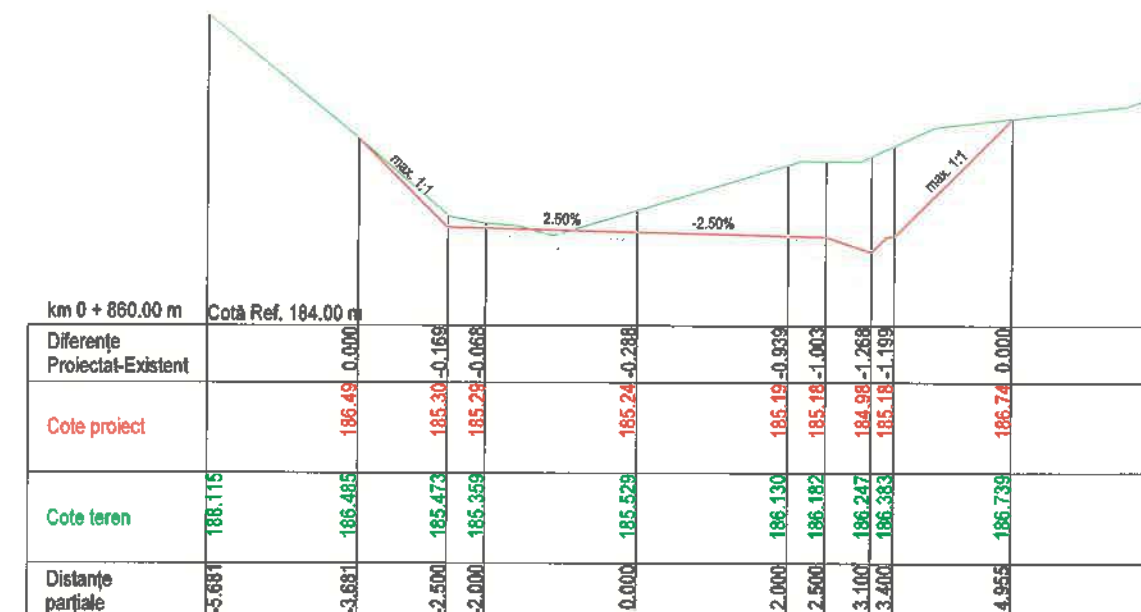 max. 1:1
2.50%
-2.50%
max. 1:1
km 0 + 860.00 m Cotă Ref. 184.00 m
Diferențe
Proiectat-Existent
0.000 -0.169 -0.068 -0.288 -0.939 -1.003 -1.268 -1.199 0.000
Cote proiect
186.49 185.30 185.29 185.24 185.19 185.18 184.98 185.18 186.74
Cote teren
188.115 186.485 185.473 185.359 185.529 186.130 186.182 186.247 186.383 186.739
Distanțe
parțiale
-5.681 -3.681 -2.500 -2.000 0.000 2.000 2.500 3.100 3.400 4.955